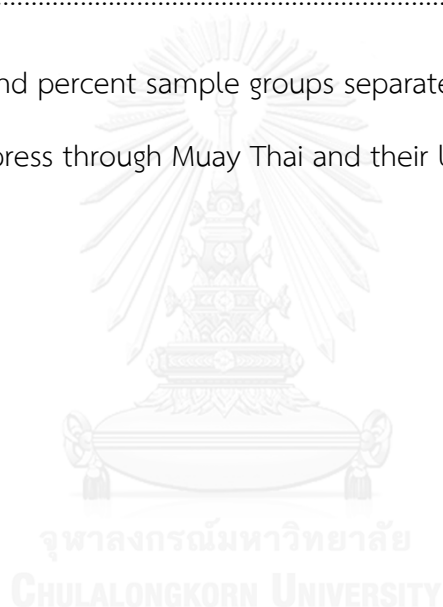 nd percent sample groups separate
press through Muay Thai and their l
จุฬาลงกรณ์มหาวิทยาลัย
CHULALONGKORN UNIVERSITY